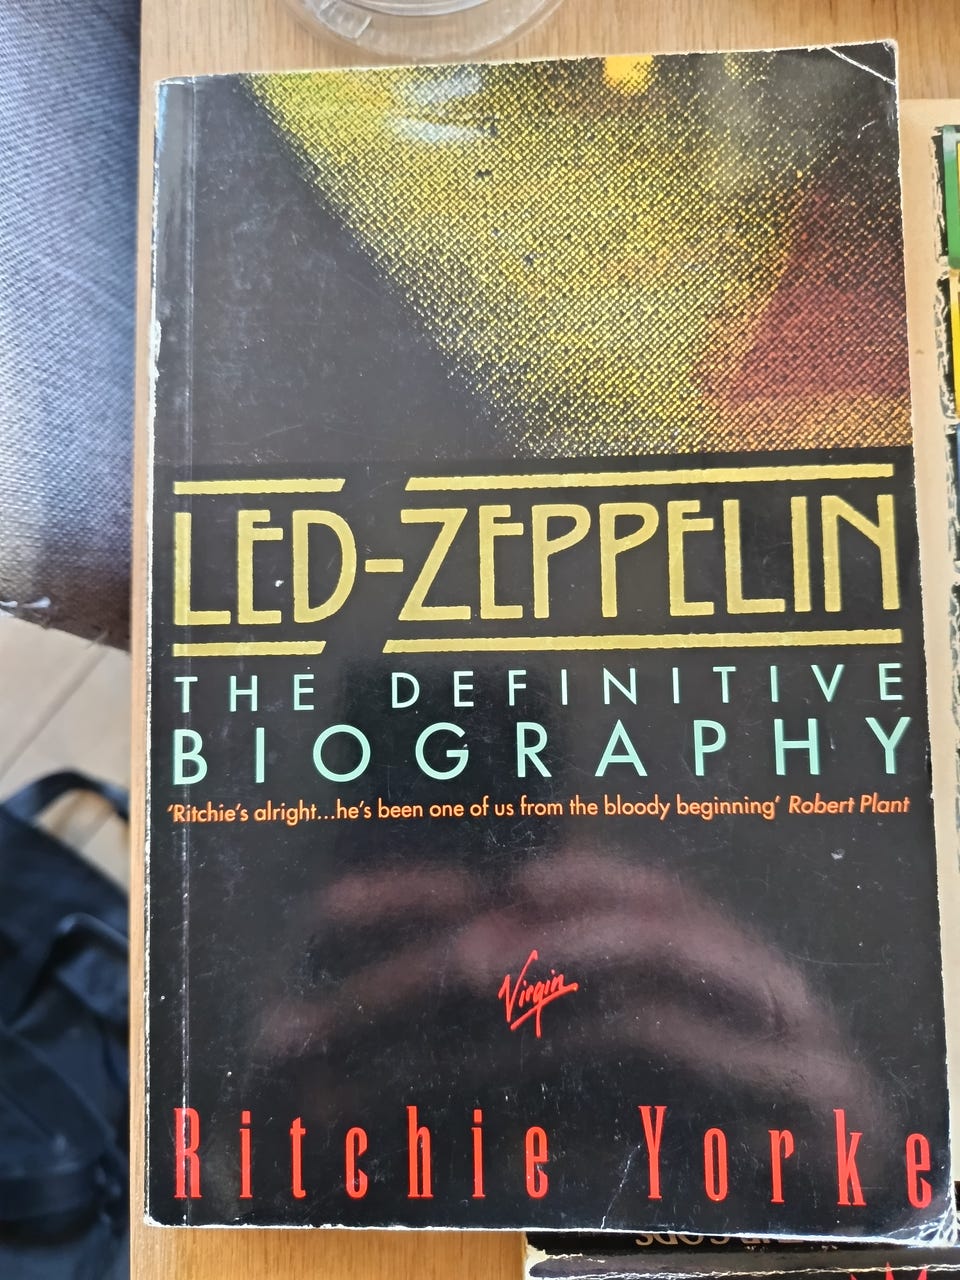 LED-ZEPPELIN
THE DEFINITIVE
BIOGRAPHY
'Ritchie's alright...he's been one of us from the bloody beginning' Robert Plant
Virgin
Ritchie Yorke